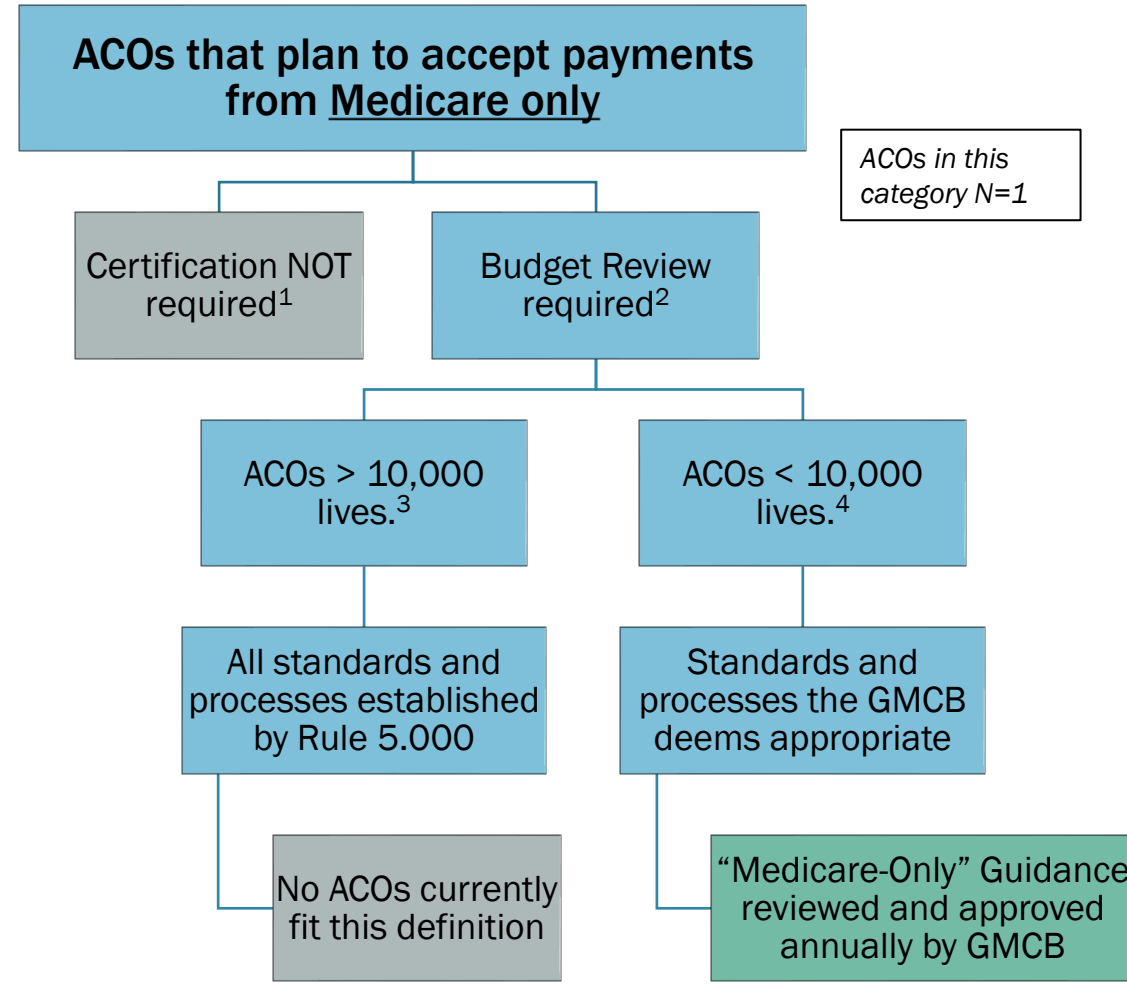 ACOs that plan to accept payments
from Medicare only
ACOs in this
category N=1
Certification NOT
required1
Budget Review
required2
ACOs > 10,000
lives.3
ACOs < 10,000
lives.4
All standards and
processes established
by Rule 5.000
Standards and
processes the GMCB
deems appropriate
No ACOs currently
fit this definition
“Medicare-Only” Guidance
reviewed and approved
annually by GMCB